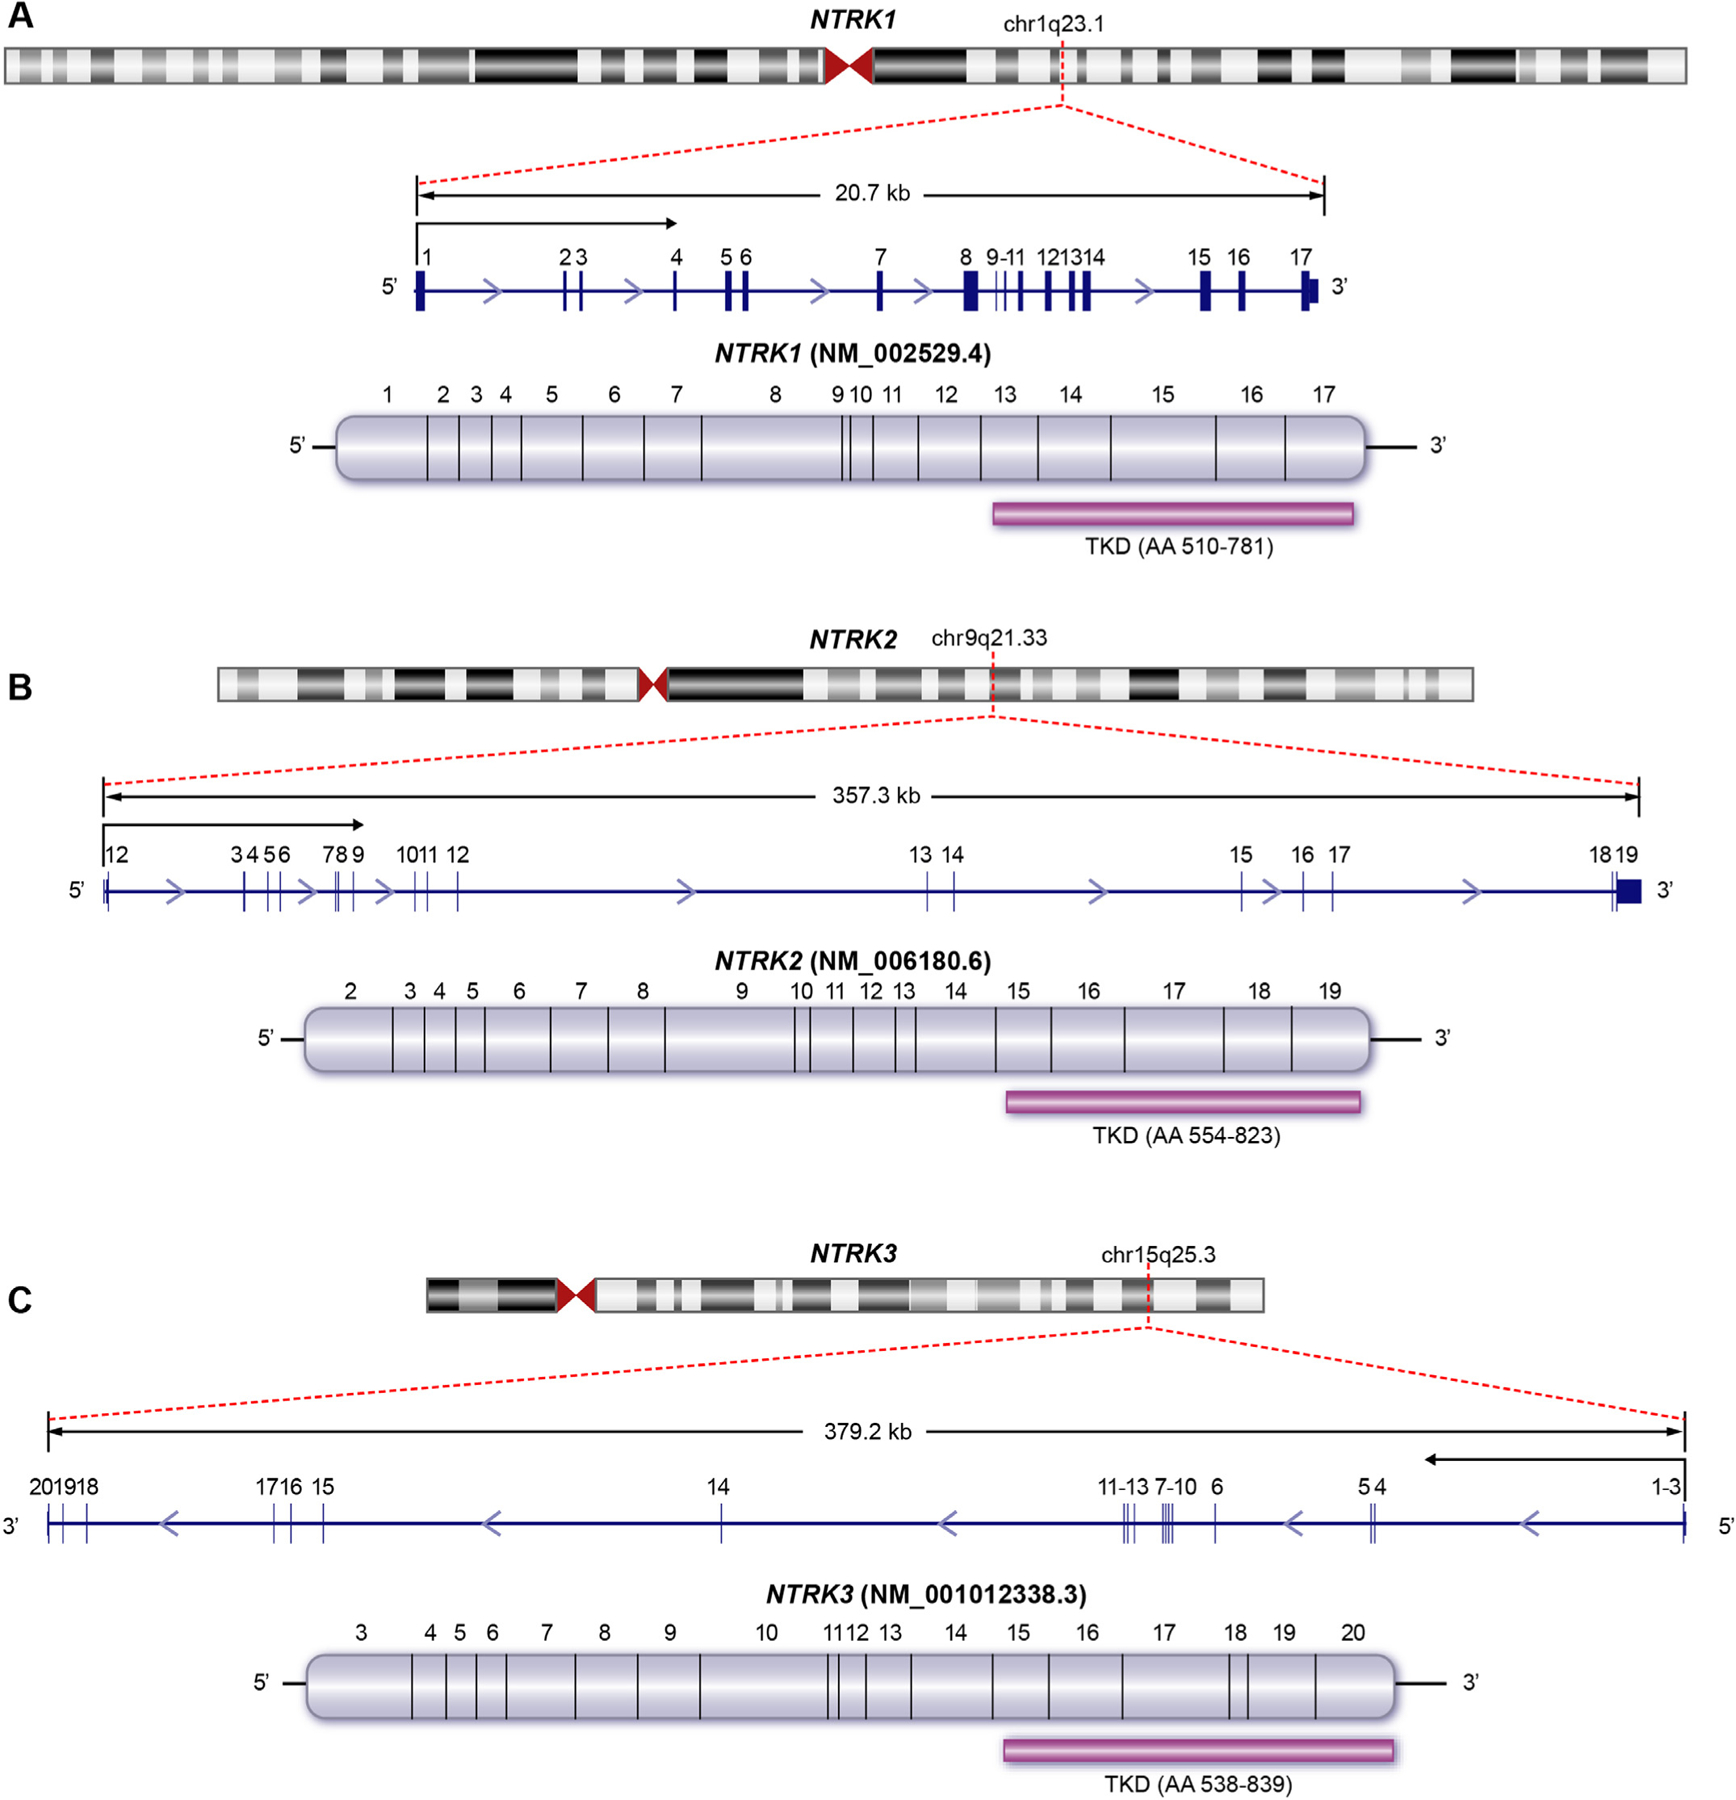 A
NTRK1
chr1q23.1
20.7 kb
1 2 3 4 5 6 7 8 9-11 12 13 14 15 16 17
5’ 3’
NTRK1 (NM_002529.4)
1 2 3 4 5 6 7 8 9 10 11 12 13 14 15 16 17
5’ 3’
TKD (AA 510-781)
B
NTRK2 chr9q21.33
357.3 kb
1 2 3 4 5 6 7 8 9 10 11 12 13 14 15 16 17 18 19
5’ 3’
NTRK2 (NM_006180.6)
2 3 4 5 6 7 8 9 10 11 12 13 14 15 16 17 18 19
5’ 3’
TKD (AA 554-823)
C
NTRK3 chr15q25.3
379.2 kb
20 19 18 17 16 15 14 11-13 7-10 6 5 4 1-3
3’ 5’
NTRK3 (NM_001012338.3)
3 4 5 6 7 8 9 10 11 12 13 14 15 16 17 18 19 20
5’ 3’
TKD (AA 538-839)